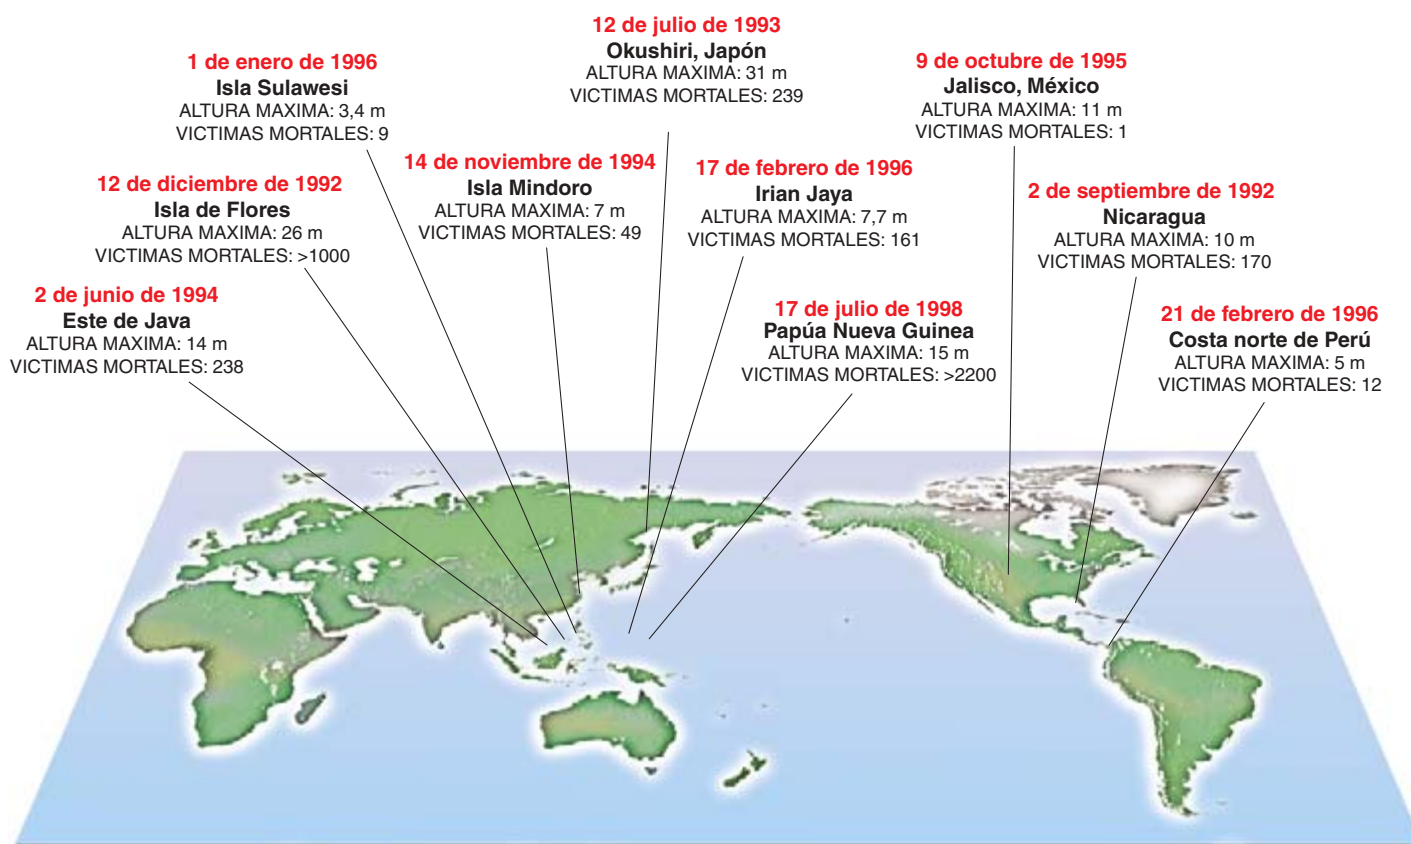 12 de julio de 1993
Okushiri, Japón
ALTURA MAXIMA: 31 m
VICTIMAS MORTALES: 239
1 de enero de 1996
Isla Sulawesi
ALTURA MAXIMA: 3,4 m
VICTIMAS MORTALES: 9
9 de octubre de 1995
Jalisco, México
ALTURA MAXIMA: 11 m
VICTIMAS MORTALES: 1
14 de noviembre de 1994
Isla Mindoro
ALTURA MAXIMA: 7 m
VICTIMAS MORTALES: 49
17 de febrero de 1996
Irian Jaya
ALTURA MAXIMA: 7,7 m
VICTIMAS MORTALES: 161
12 de diciembre de 1992
Isla de Flores
ALTURA MAXIMA: 26 m
VICTIMAS MORTALES: >1000
2 de septiembre de 1992
Nicaragua
ALTURA MAXIMA: 10 m
VICTIMAS MORTALES: 170
2 de junio de 1994
Este de Java
ALTURA MAXIMA: 14 m
VICTIMAS MORTALES: 238
17 de julio de 1998
Papúa Nueva Guinea
ALTURA MAXIMA: 15 m
VICTIMAS MORTALES: >2200
21 de febrero de 1996
Costa norte de Perú
ALTURA MAXIMA: 5 m
VICTIMAS MORTALES: 12